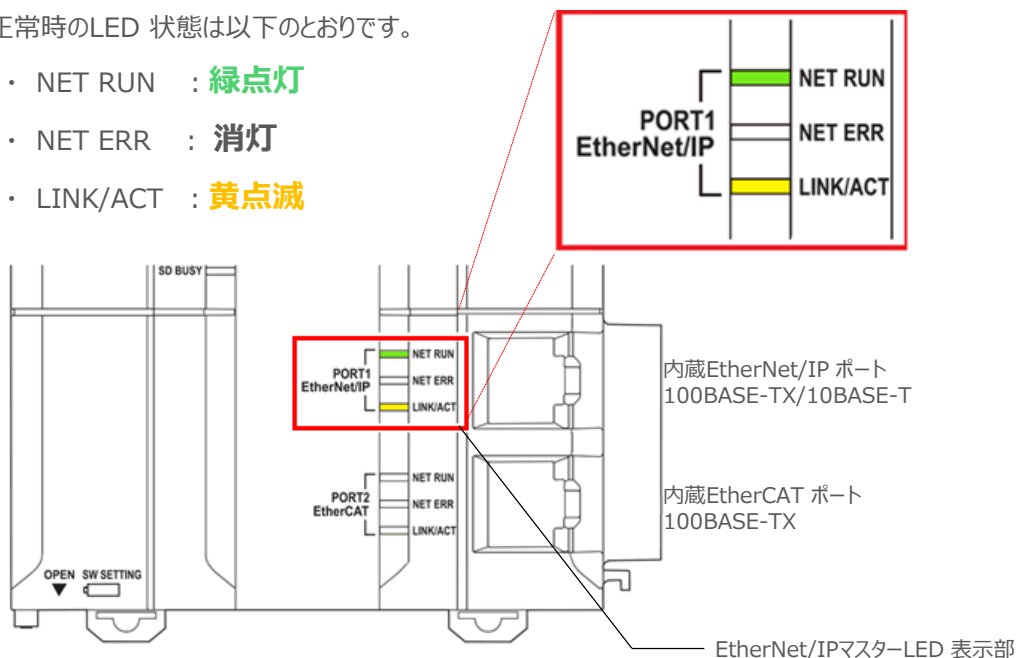 正常時のLED 状態は以下のとおりです。
・ NET RUN : 緑点灯
・ NET ERR : 消灯
・ LINK/ACT : 黄点滅
PORT1
EtherNet/IP
NET RUN
NET ERR
LINK/ACT
SD BUSY
PORT1
EtherNet/IP
NET RUN
NET ERR
LINK/ACT
内蔵EtherNet/IP ポート
100BASE-TX/10BASE-T
PORT2
EtherCAT
NET RUN
NET ERR
LINK/ACT
内蔵EtherCAT ポート
100BASE-TX
OPEN SW SETTING
EtherNet/IPマスターLED 表示部